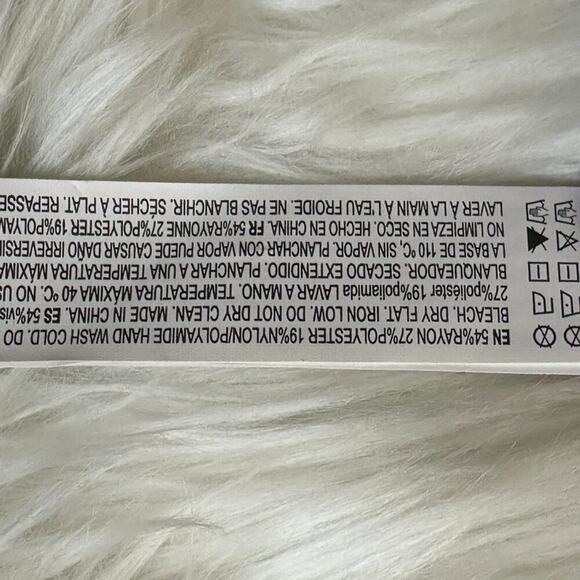 EN 54%RAYON 27%POLYESTER 19%NYLON/POLYAMIDE HAND WASH COLD. DO
BLEACH. DRY FLAT. IRON LOW. DO NOT DRY CLEAN. MADE IN CHINA. ES 54%vis
27%poliéster 19%poliamida LAVAR A MANO. TEMPERATURA MÁXIMA 40 ºC. NO US
BLANQUEADOR. SECADO EXTENDIDO. PLANCHAR A UNA TEMPERATURA MÁXIMA
LA BASE DE 110 ºC, SIN VAPOR. PLANCHAR CON VAPOR PUEDE CAUSAR DAÑO IRREVERSI
NO LIMPIEZA EN SECO. HECHO EN CHINA. FR 54%RAYONNE 27%POLYESTER 19%POLYAM
LAVER À LA MAIN À L'EAU FROIDE. NE PAS BLANCHIR. SÉCHER À PLAT. REPASSE